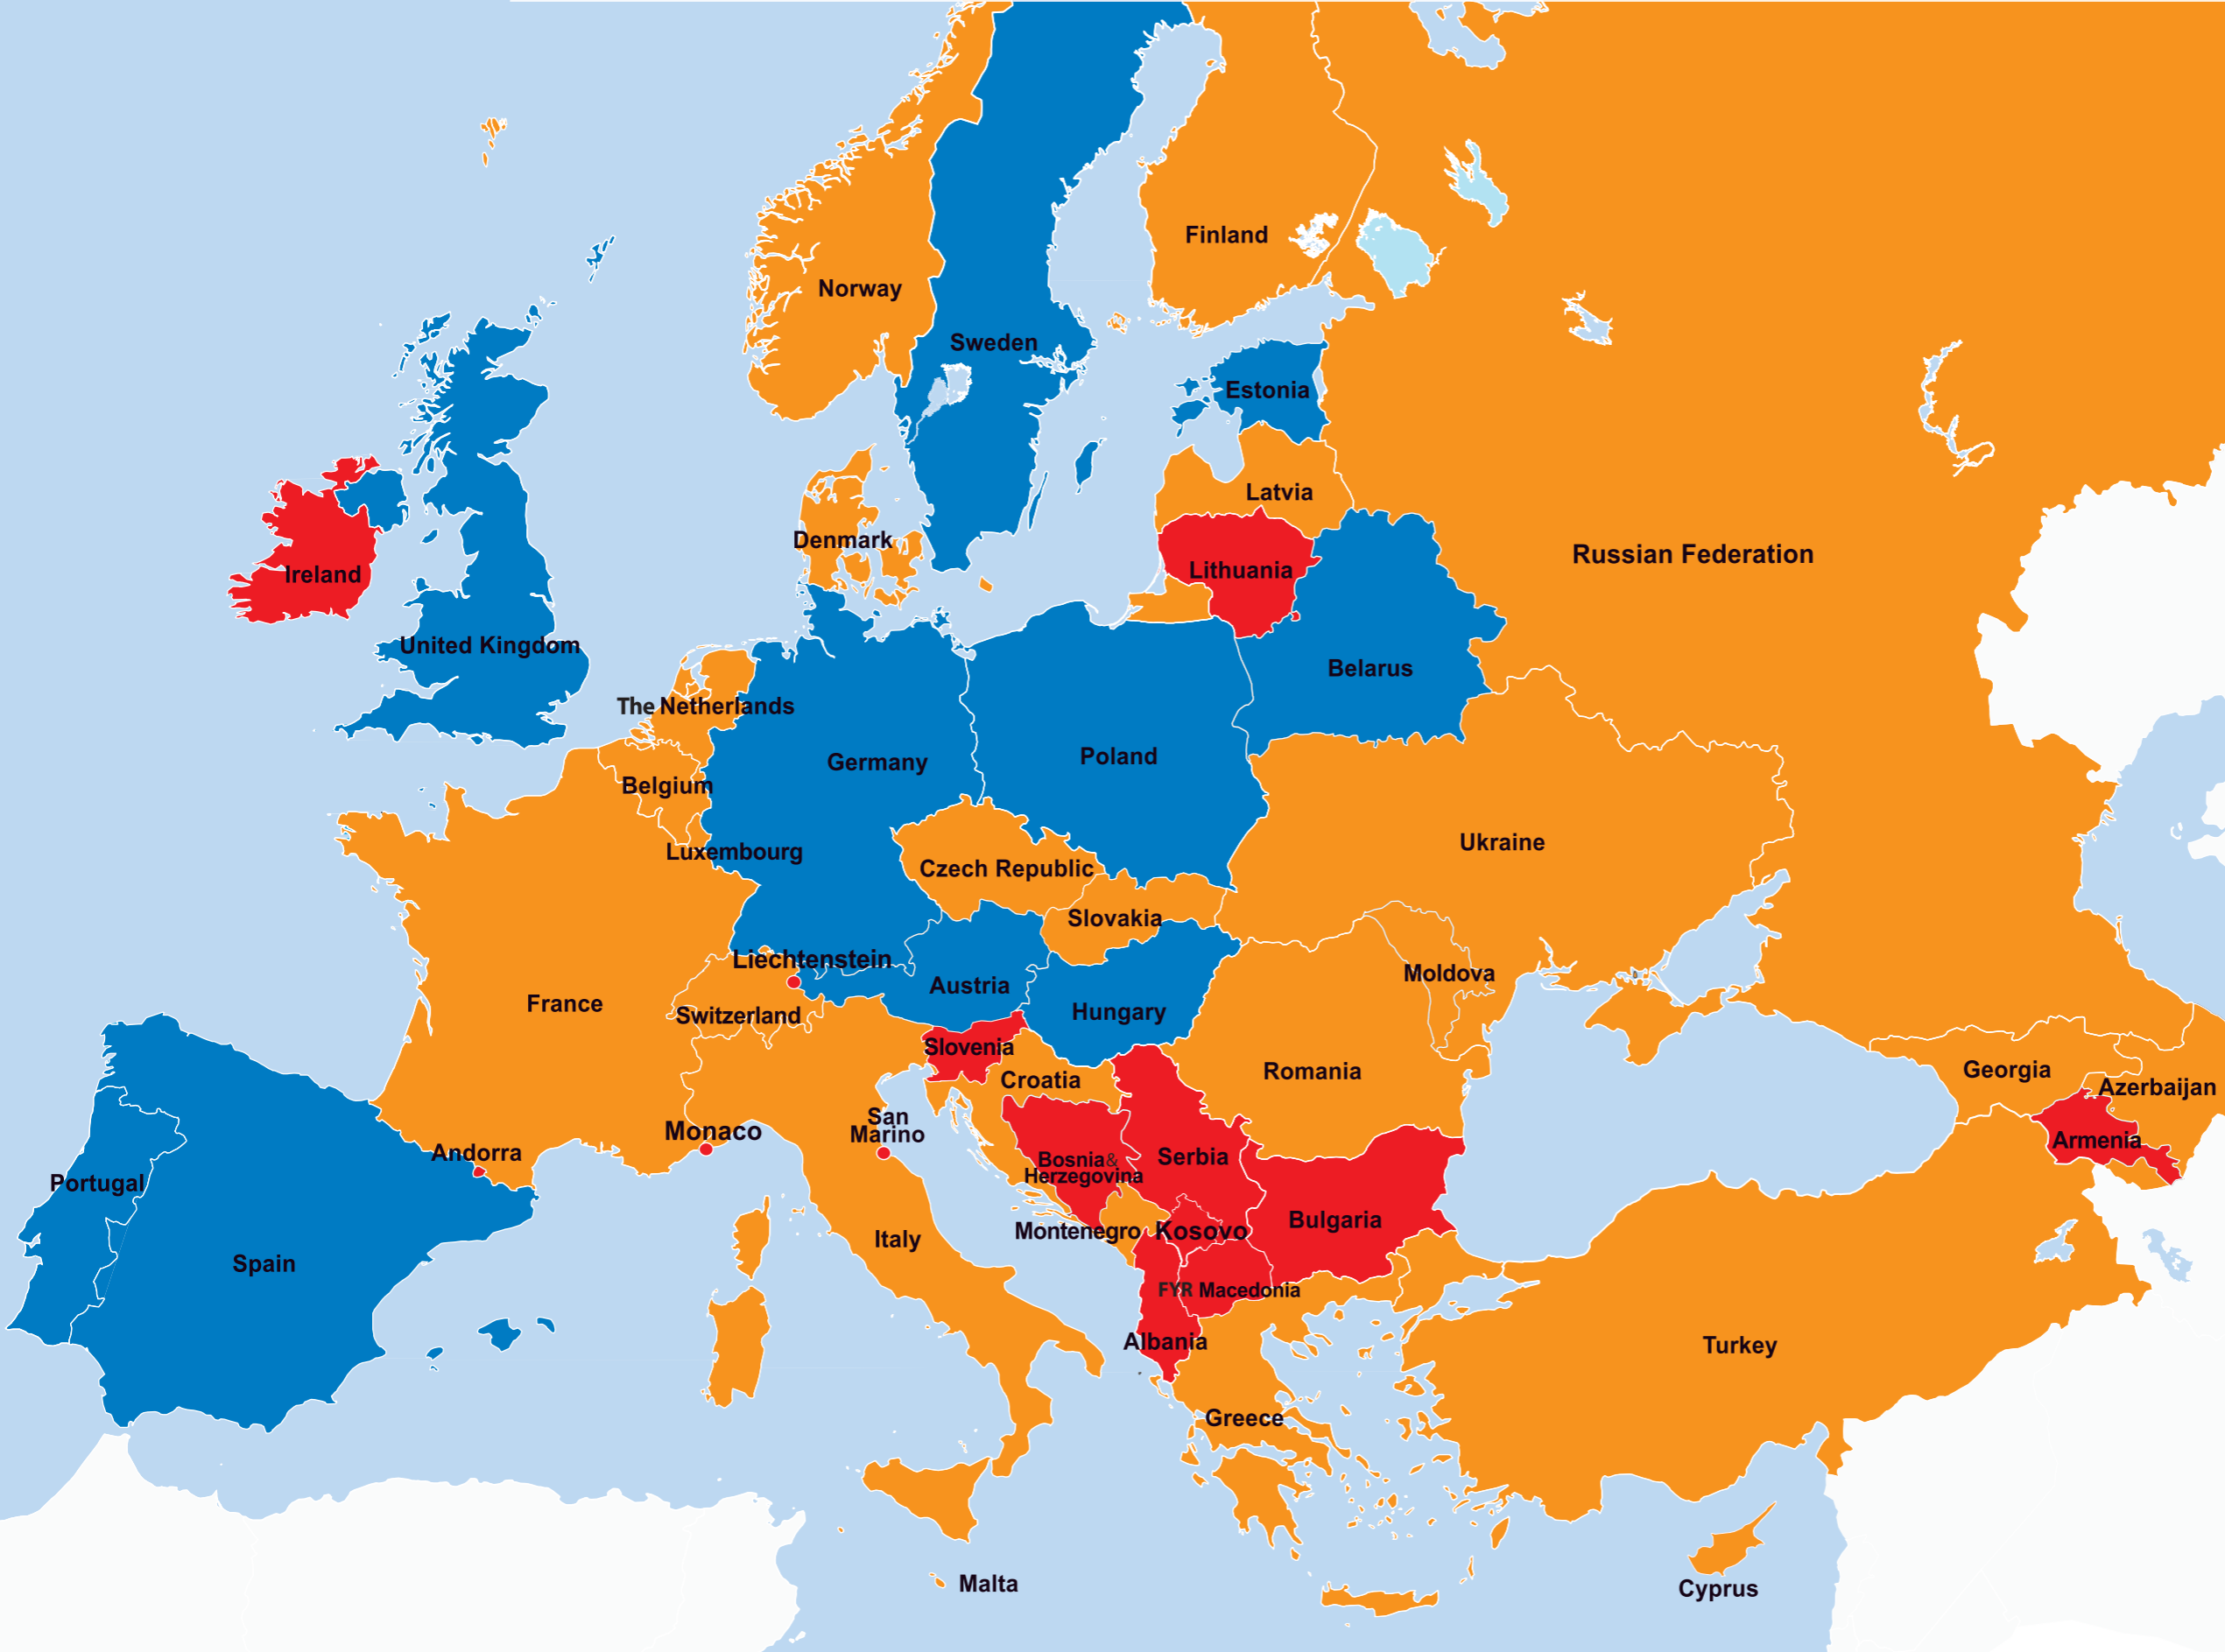 Finland
Norway
Sweden
Estonia
Latvia
Denmark
Russian Federation
Lithuania
Ireland
United Kingdom
Belarus
The Netherlands
Poland
Germany
Belgium
Ukraine
Luxembourg
Czech Republic
Slovakia
Liechtenstein
Moldova
Austria
France
Hungary
Switzerland
Slovenia
Georgia
Romania
Croatia
Azerbaijan
San
Marino
Monaco
Armenia
Andorra
Serbia
Bosnia&
Herzegovina
Portugal
Bulgaria
Montenegro
Kosovo
Italy
Spain
FYR Macedonia
Albania
Turkey
Greece
Malta
Cyprus